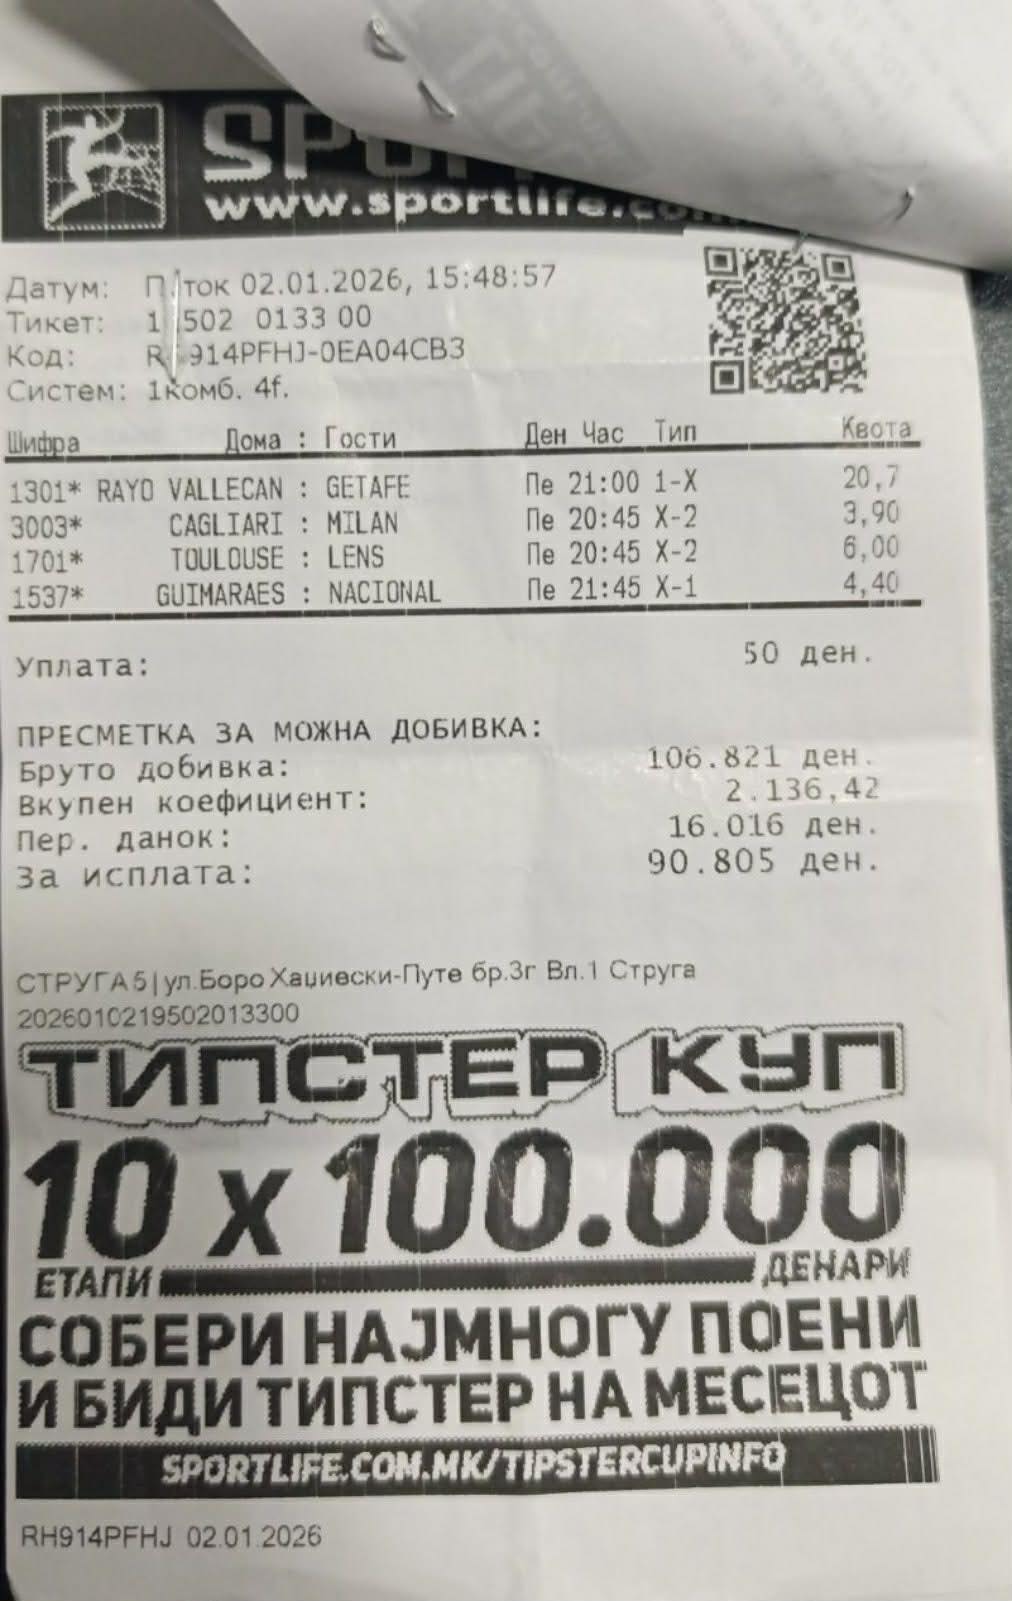 www.sportlife.com
Датум: П ток 02.01.2026, 15:48:57
Тикет: 1 502 0133 00
Код: R 914PFHJ-0EA04CB3
Систем: 1комб. 4f.
Шифра Дома : Гости Ден Час Тип Квота
1301* RAYO VALLECAN : GETAFE Пе 21:00 1-X 20,7
3003* CAGLIARI : MILAN Пе 20:45 X-2 3,90
1701* TOULOUSE : LENS Пе 20:45 X-2 6,00
1537* GUIMARAES : NACIONAL Пе 21:45 X-1 4,40
Уплата: 50 ден.
ПРЕСМЕТКА ЗА МОЖНА ДОБИВКА:
Бруто добивка: 106.821 ден.
Вкупен коефициент: 2.136,42
Пер. данок: 16.016 ден.
За исплата: 90.805 ден.
СТРУГА5|ул.Боро Хаџиевски-Путе бр.3г Вл.1 Струга
2026010219502013300
ТИПСТЕР КУП
10 x 100.000
ЕТАПИ ДЕНАРИ
СОБЕРИ НАЈМНОГУ ПОЕНИ
И БИДИ ТИПСТЕР НА МЕСЕЦОТ
SPORTLIFE.COM.MK/TIPSTERCUPINFO
RH914PFHJ 02.01.2026